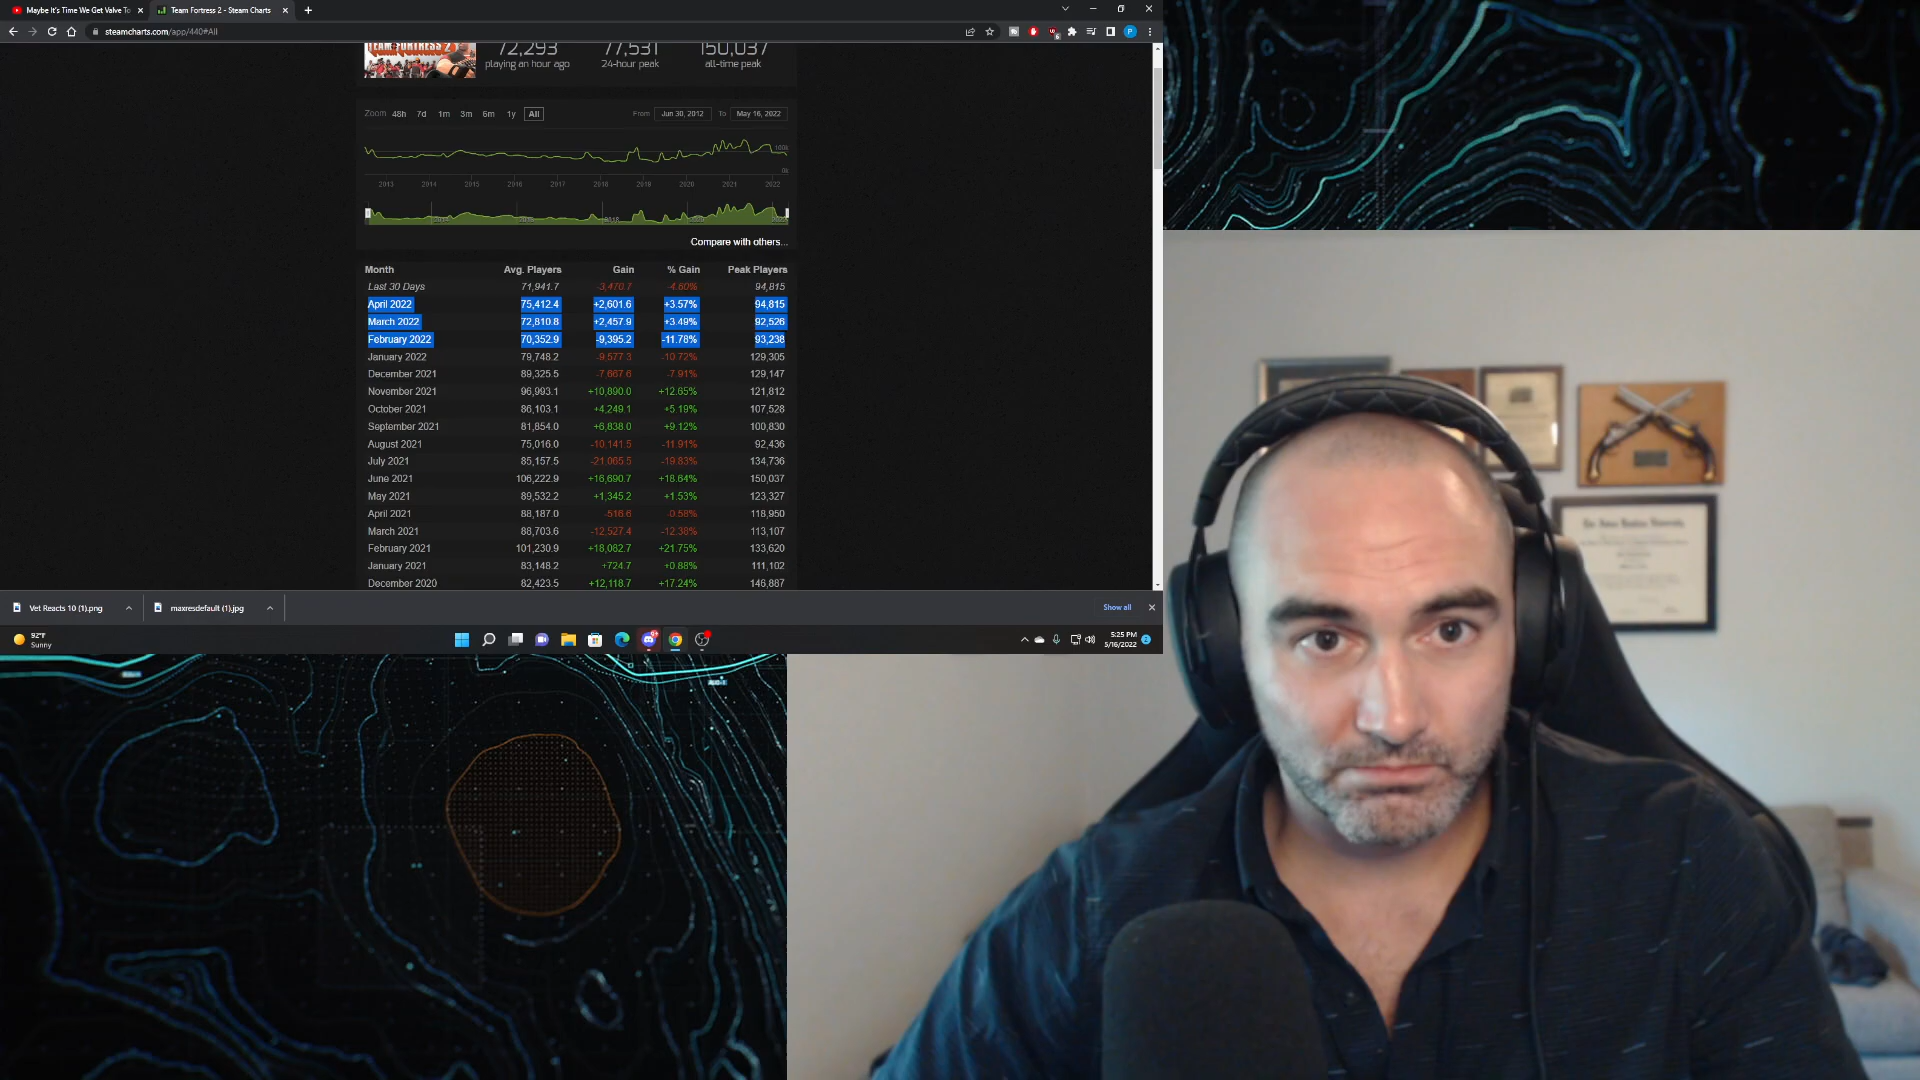 Maybe It's Time We Get Valve To
Team Fortress 2 - Steam Charts
steamcharts.com/app/440#All
TEAM FORTRESS 2
72,293 77,531 150,037
playing an hour ago 24-hour peak all-time peak
Zoom 48h 7d 1m 3m 6m 1y All From Jun 30, 2012 To May 16, 2022
100k
0k
2013 2014 2015 2016 2017 2018 2019 2020 2021 2022
Compare with others...
Month Avg. Players Gain % Gain Peak Players
Last 30 Days 71,941.7 -3,470.7 -4.60% 94,815
April 2022 75,412.4 +2,601.6 +3.57% 94,815
March 2022 72,810.8 +2,457.9 +3.49% 92,526
February 2022 70,352.9 -9,395.2 -11.78% 93,238
January 2022 79,748.2 -9,577.3 -10.72% 129,305
December 2021 89,325.5 -7,667.6 -7.91% 129,147
November 2021 96,993.1 +10,890.0 +12.65% 121,812
October 2021 86,103.1 +4,249.1 +5.19% 107,528
September 2021 81,854.0 +6,838.0 +9.12% 100,830
August 2021 75,016.0 -10,141.5 -11.91% 92,436
July 2021 85,157.5 -21,065.5 -19.83% 134,736
June 2021 106,222.9 +16,690.7 +18.64% 150,037
May 2021 89,532.2 +1,345.2 +1.53% 123,327
April 2021 88,187.0 -516.6 -0.58% 118,950
March 2021 88,703.6 -12,527.4 -12.38% 113,107
February 2021 101,230.9 +18,082.7 +21.75% 133,620
January 2021 83,148.2 +724.7 +0.88% 111,102
December 2020 82,423.5 +12,118.7 +17.24% 146,887
Vet Reacts 10 (1).png
maxresdefault (1).jpg
Show all
92°F
Sunny
5:25 PM
5/16/2022